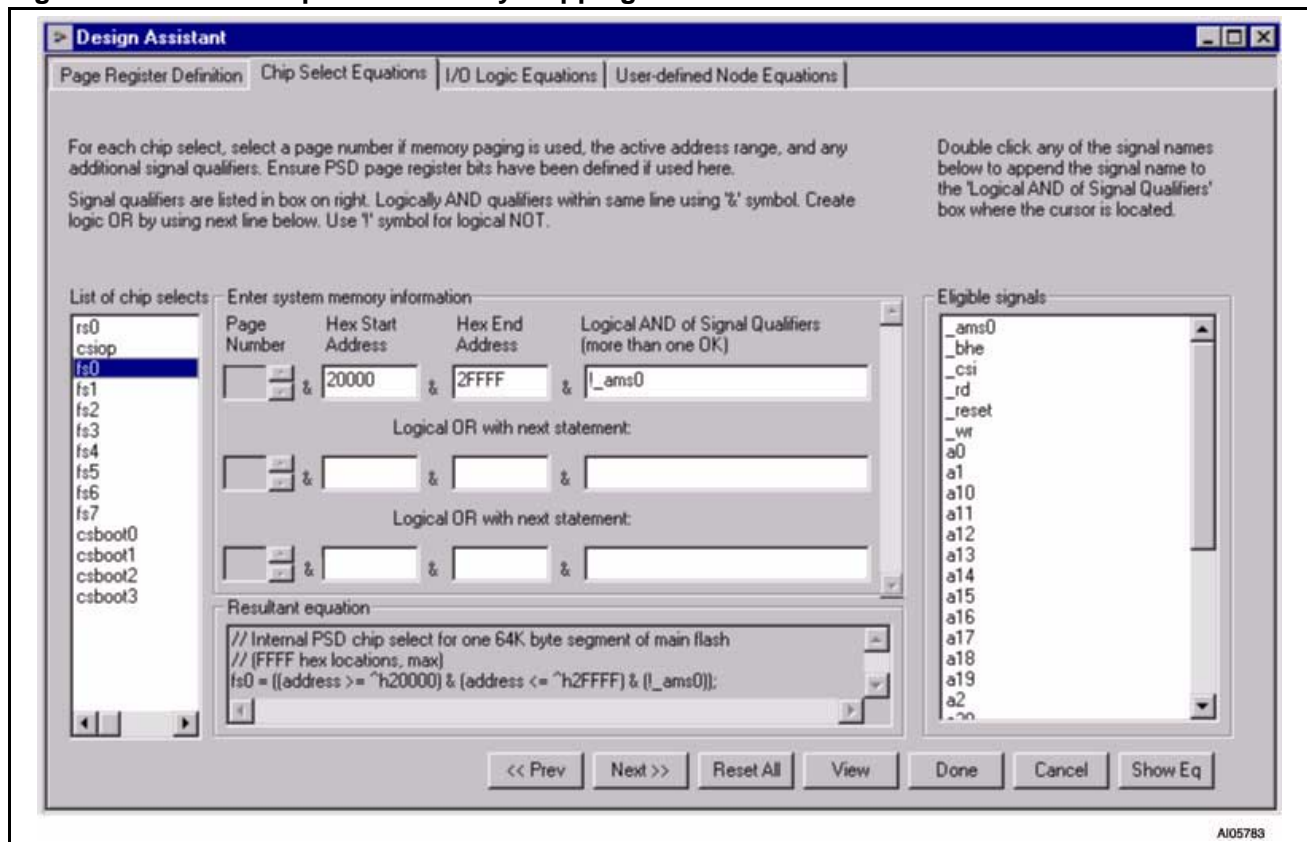 Design Assistant
Page Register Definition
Chip Select Equations
I/O Logic Equations
User-defined Node Equations
For each chip select, select a page number if memory paging is used, the active address range, and any
additional signal qualifiers. Ensure PSD page register bits have been defined if used here.
Signal qualifiers are listed in box on right. Logically AND qualifiers within same line using '&' symbol. Create
logic OR by using next line below. Use '!' symbol for logical NOT.
Double click any of the signal names
below to append the signal name to
the 'Logical AND of Signal Qualifiers'
box where the cursor is located.
List of chip selects
rs0
csiop
fs0
fs1
fs2
fs3
fs4
fs5
fs6
fs7
csboot0
csboot1
csboot2
csboot3
Enter system memory information
Page
Number
Hex Start
Address
Hex End
Address
Logical AND of Signal Qualifiers
(more than one OK)
& 20000 & 2FFFF & !_ams0
Logical OR with next statement:
& & &
Logical OR with next statement:
& & &
Resultant equation
// Internal PSD chip select for one 64K byte segment of main flash
// (FFFF hex locations, max)
fs0 = ((address >= ^h20000) & (address <= ^h2FFFF) & (!_ams0));
Eligible signals
_ams0
_bhe
_csi
_rd
_reset
_wr
a0
a1
a10
a11
a12
a13
a14
a15
a16
a17
a18
a19
a2
<< Prev
Next >>
Reset All
View
Done
Cancel
Show Eq
AI05783